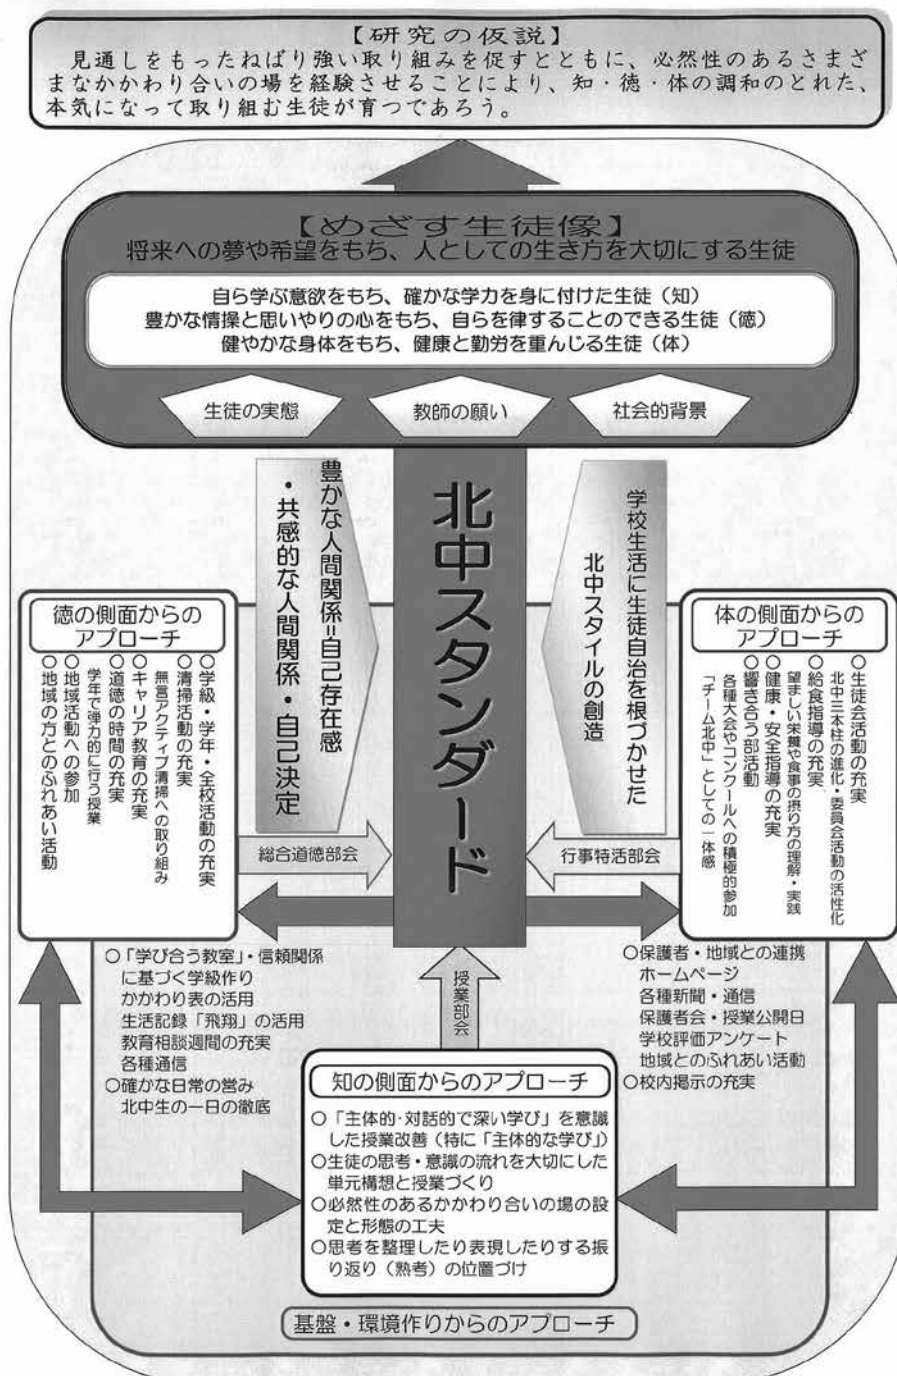 【研究の仮説】
見通しをもったねばり強い取り組みを促すとともに、必然性のあるさまざ
まなかかわり合いの場を経験させることにより、知・徳・体の調和のとれた、
本気になって取り組む生徒が育つであろう。
【めざす生徒像】
将来への夢や希望をもち、人としての生き方を大切にする生徒
自ら学ぶ意欲をもち、確かな学力を身に付けた生徒（知）
豊かな情操と思いやりの心をもち、自らを律することのできる生徒（徳）
健やかな身体をもち、健康と勤労を重んじる生徒（体）
生徒の実態
教師の願い
社会的背景
北中スタンダード
学校生活に生徒自治を根づかせた
北中スタイルの創造
豊かな人間関係=自己存在感
・共感的な人間関係・自己決定
徳の側面からの
アプローチ
○学級・学年・全校活動の充実
○清掃活動の充実
無言アクティブ清掃への取り組み
○キャリア教育の充実
○道徳の時間の充実
学年で弾力的に行う授業
○地域活動への参加
○地域の方とのふれあい活動
体の側面からの
アプローチ
○生徒会活動の充実
北中三本柱の進化・委員会活動の活性化
○給食指導の充実
望ましい栄養や食事の摂り方の理解・実践
○健康・安全指導の充実
○響き合う部活動
各種大会やコンクールへの積極的参加
「チーム北中」としての一体感
総合道徳部会
行事特活部会
授業部会
○「学び合う教室」・信頼関係
に基づく学級作り
かかわり表の活用
生活記録「飛翔」の活用
教育相談週間の充実
各種通信
○確かな日常の営み
北中生の一日の徹底
○保護者・地域との連携
ホームページ
各種新聞・通信
保護者会・授業公開日
学校評価アンケート
地域とのふれあい活動
○校内掲示の充実
知の側面からのアプローチ
○「主体的・対話的で深い学び」を意識
した授業改善（特に「主体的な学び」）
○生徒の思考・意識の流れを大切にした
単元構想と授業づくり
○必然性のあるかかわり合いの場の設
定と形態の工夫
○思考を整理したり表現したりする振
り返り（熟考）の位置づけ
基盤・環境作りからのアプローチ